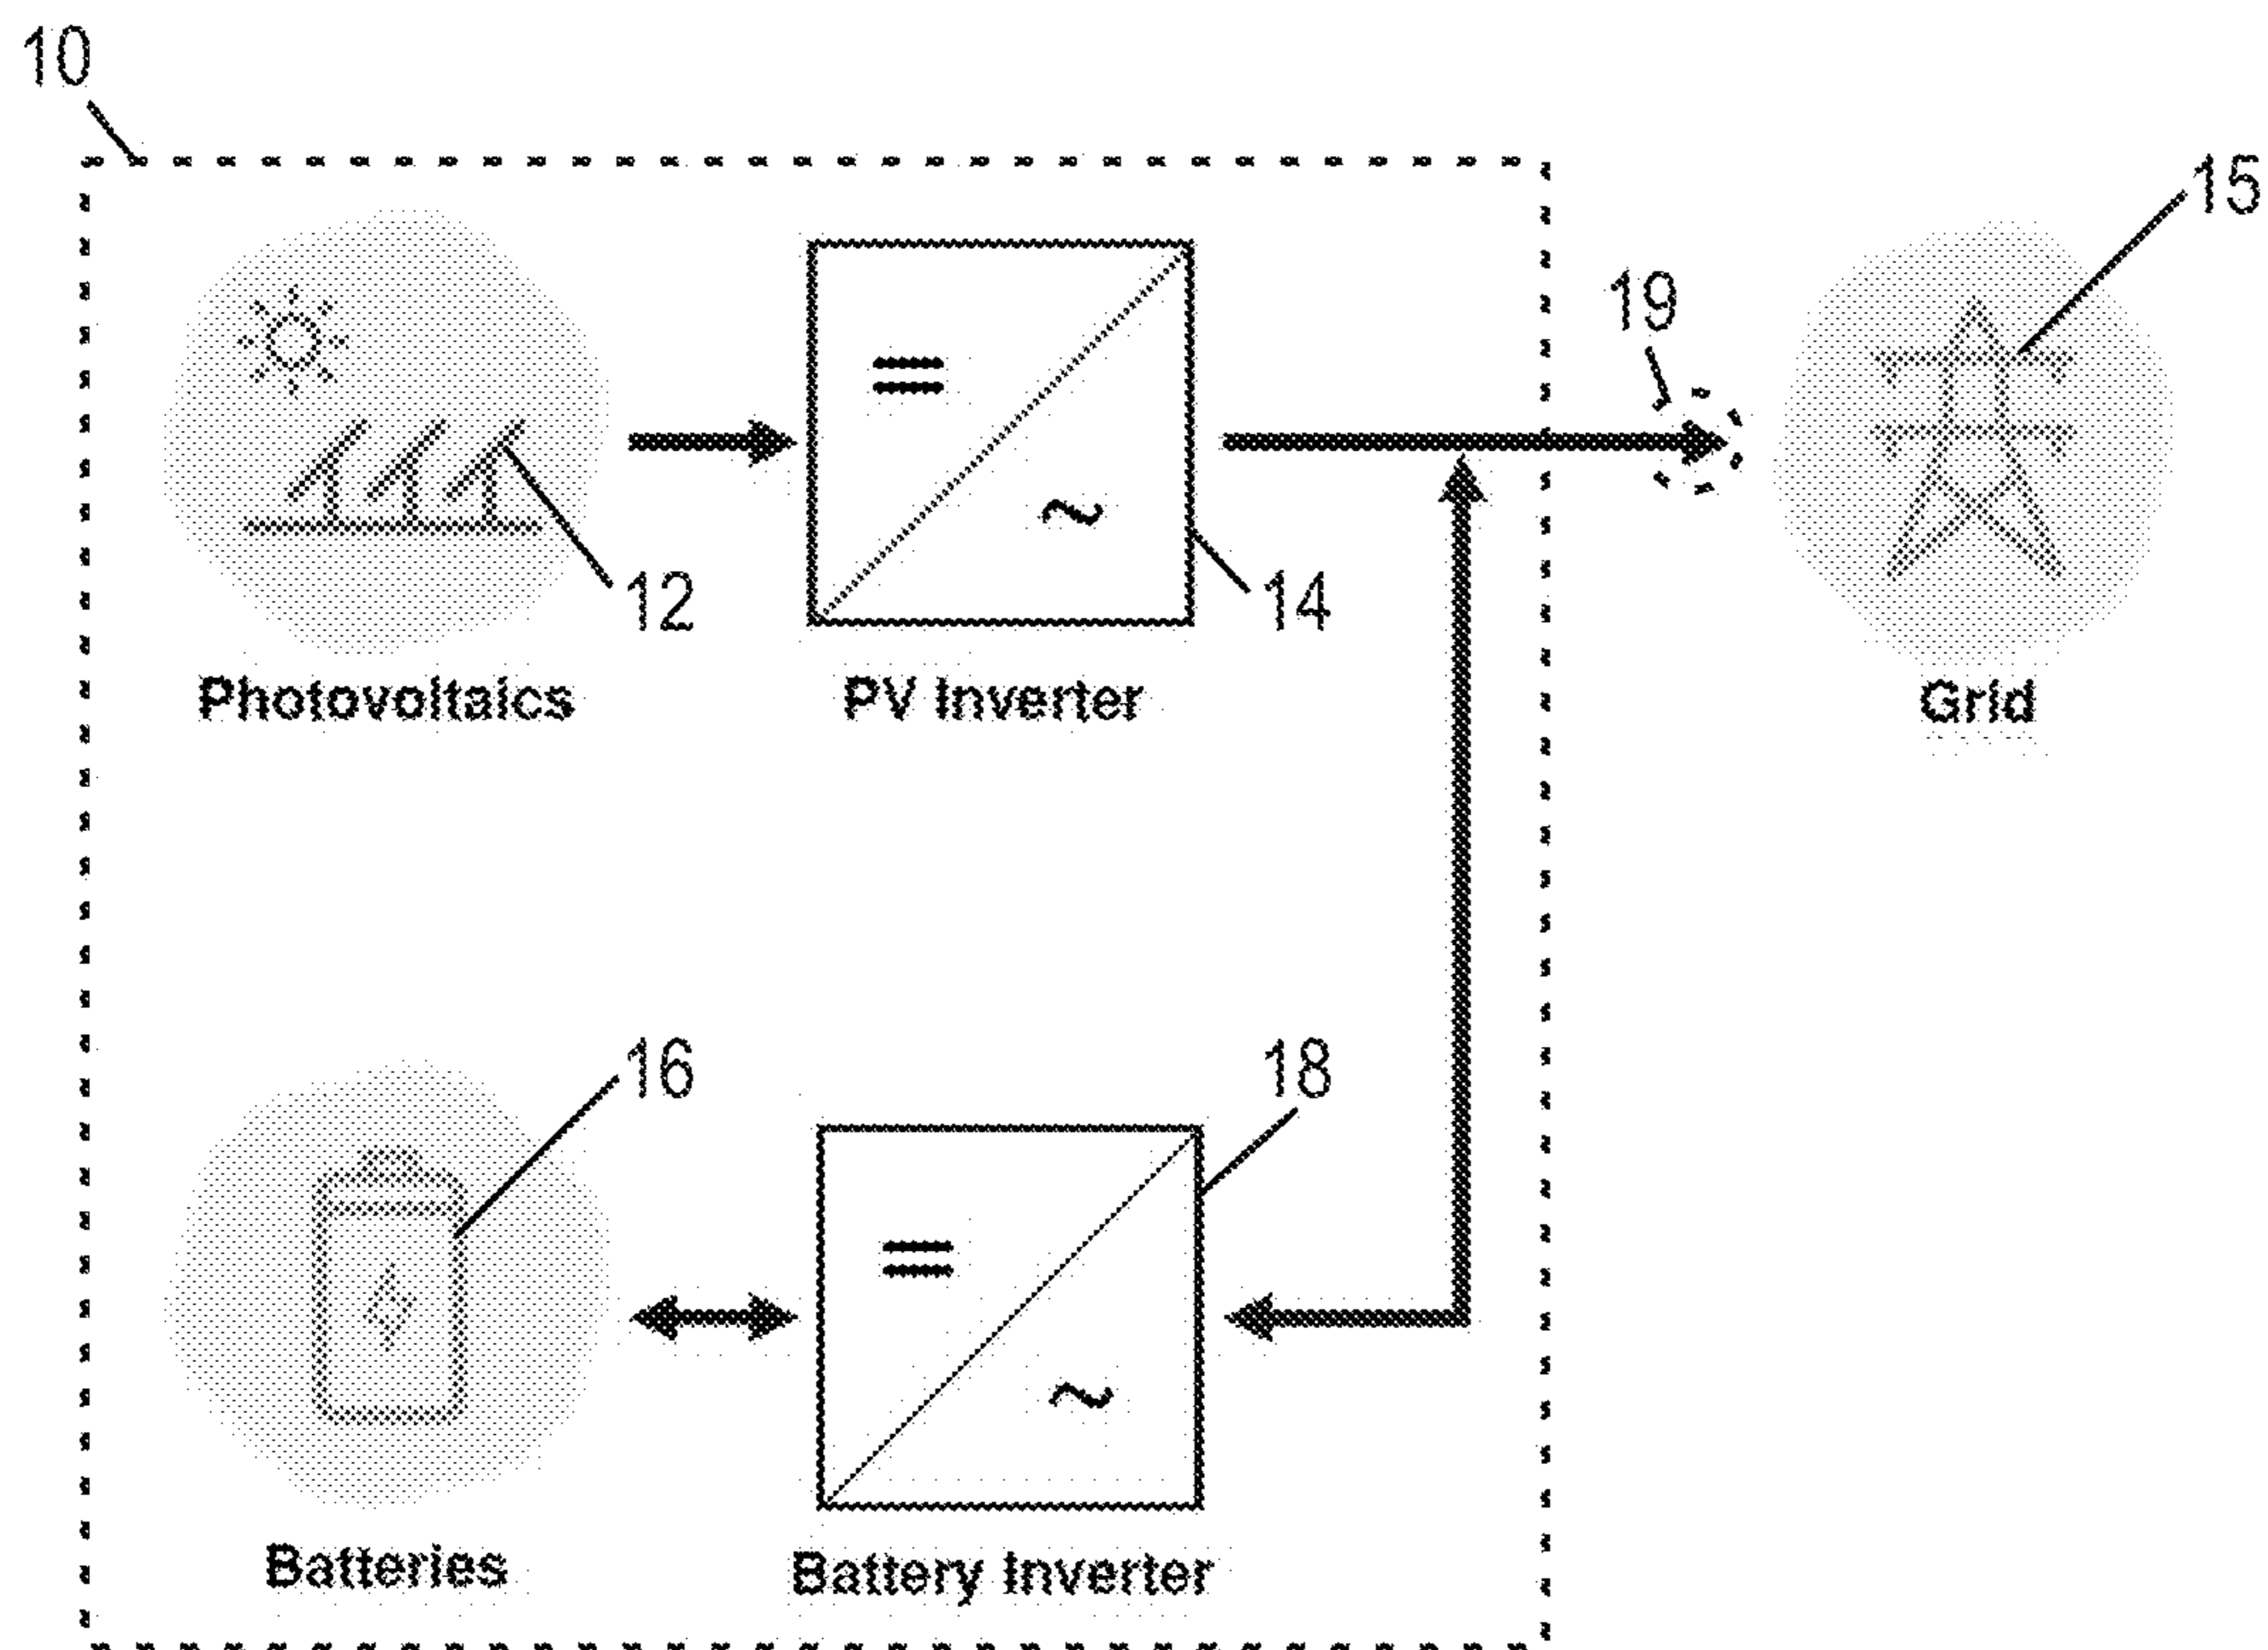 10
15
19
=
~
12
14
Photovoltaics
PV Inverter
Grid
16
18
=
~
Batteries
Battery Inverter